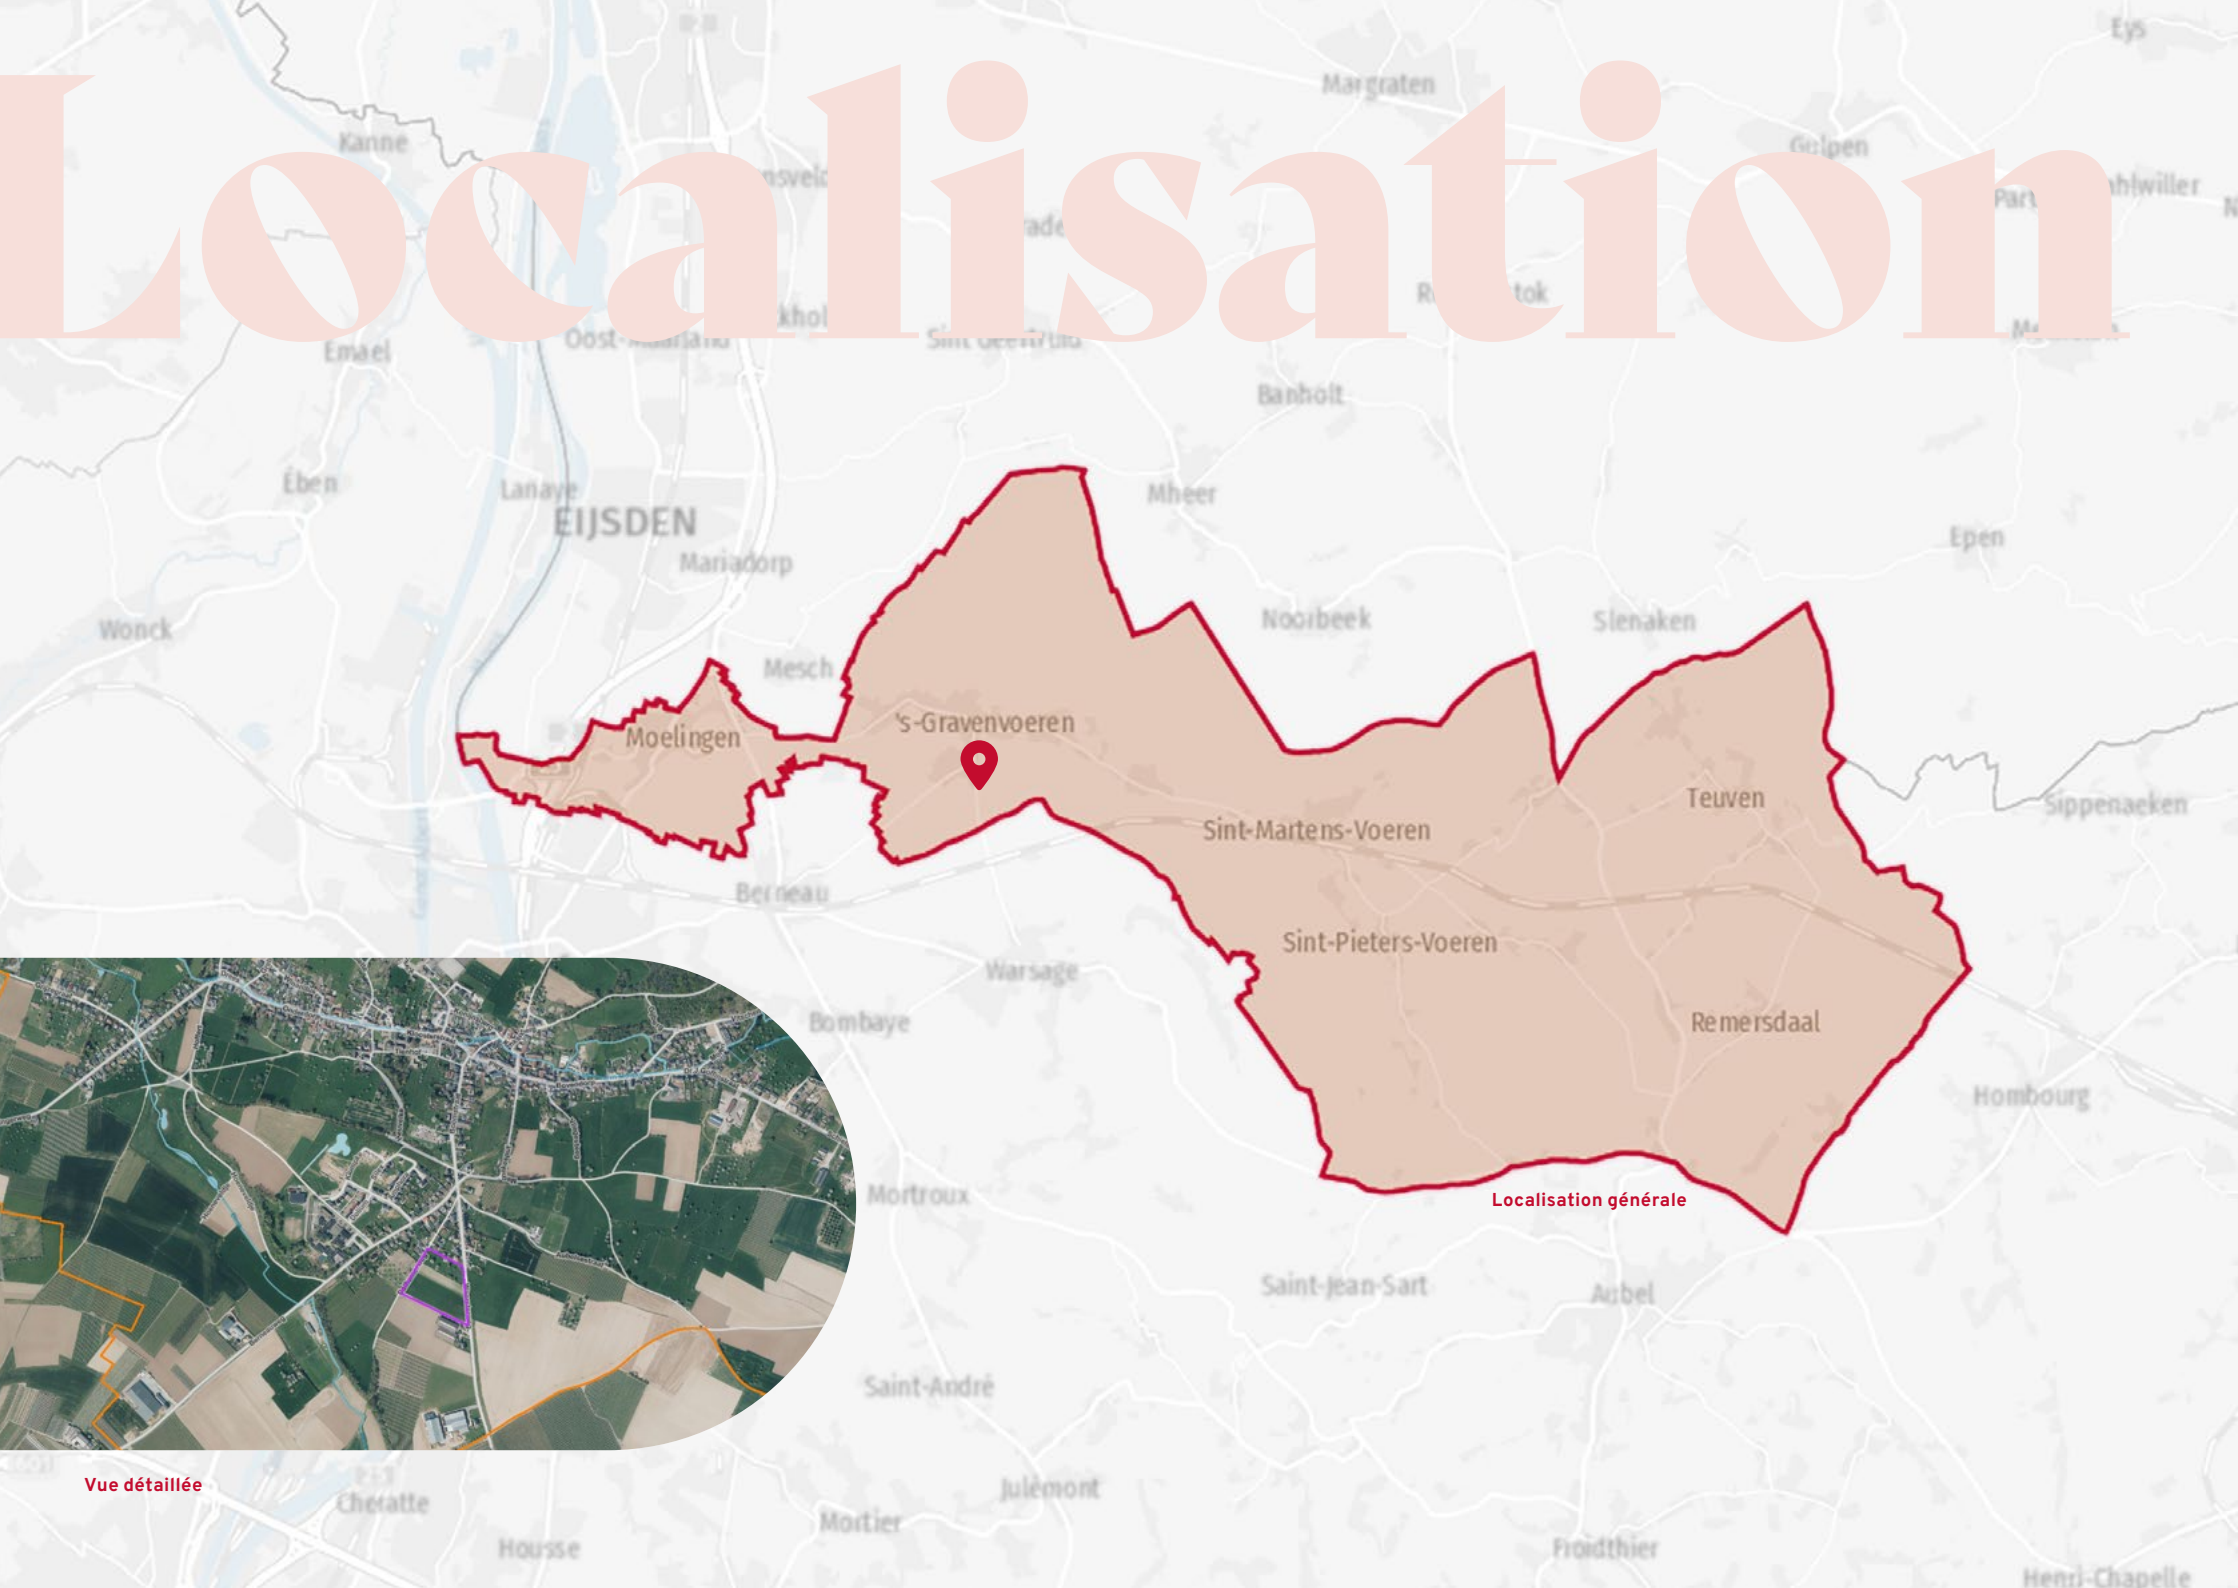 Localisation
Eys
Margraten
Kanne
Gulpen
Emael
Banholt
Ében
Lanaye
Mheer
EIJSDEN
Epen
Mariadorp
Noorbeek
Slenaken
Wonck
Mesch
's-Gravenvoeren
Moelingen
Teuven
Sippenaeken
Sint-Martens-Voeren
Berneau
Sint-Pieters-Voeren
Warsage
Bombaye
Remersdaal
Hombourg
Mortroux
Localisation générale
Saint-Jean-Sart
Aubel
Saint-André
Vue détaillée
Julémont
Cheratte
Mortier
Housse
Froidthier
Henri-Chapelle